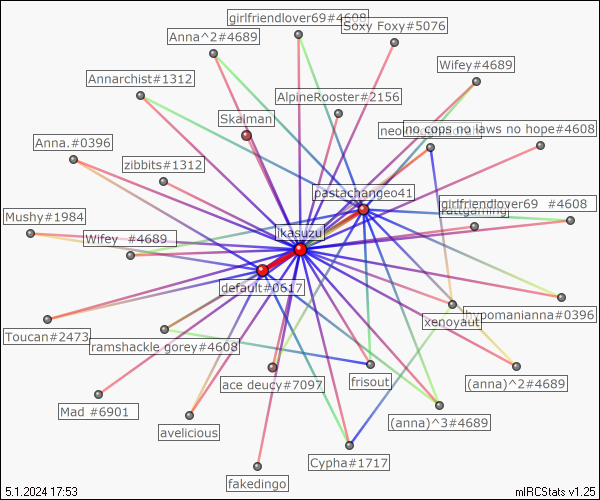 girlfriendlover69#4608
Soxy Foxy#5076
Anna^2#4689
Wifey#4689
Annarchist#1312
AlpineRooster#2156
Skalman
no cops no laws no hope#4608
Anna.#0396
zibbits#1312
pastachangeo41
girlfriendlover69 #4608
Mushy#1984
jkasuzu
Wifey #4689
default#0617
hypomanianna#0396
xenoyaut
Toucan#2473
ramshackle.gorey#4608
ace deucy#7097
frisout
(anna)^2#4689
Mad #6901
(anna)^3#4689
avelicious
Cypha#1717
fakedingo
5.1.2024 17:53
mIRCStats v1.25